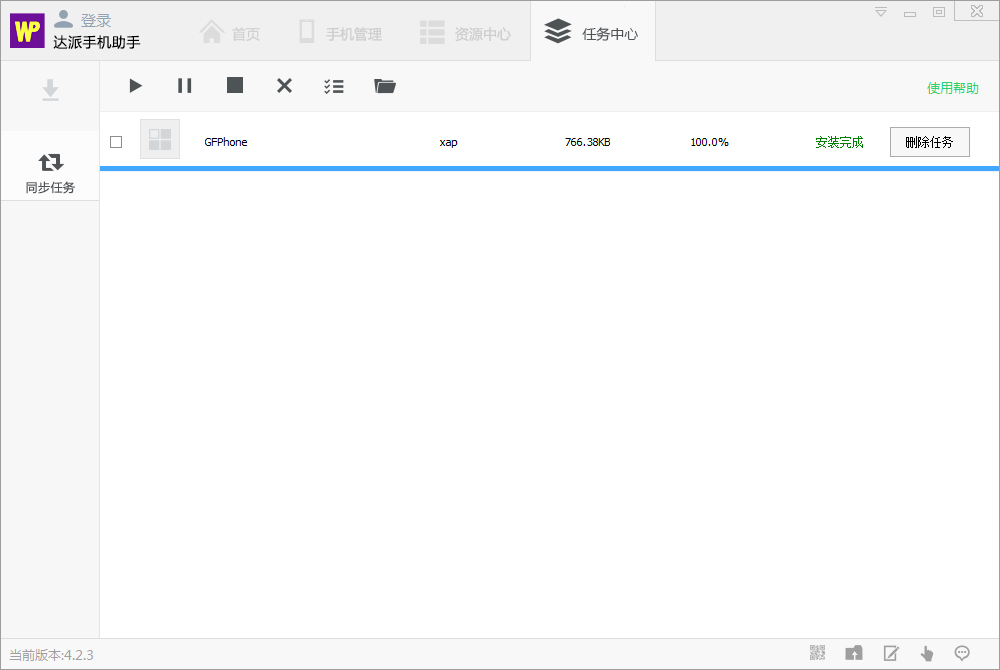 WP
登录
达派手机助手
首页
手机管理
资源中心
任务中心
使用帮助
GFPhone xap 766.38KB 100.0% 安装完成 删除任务
同步任务
当前版本:4.2.3